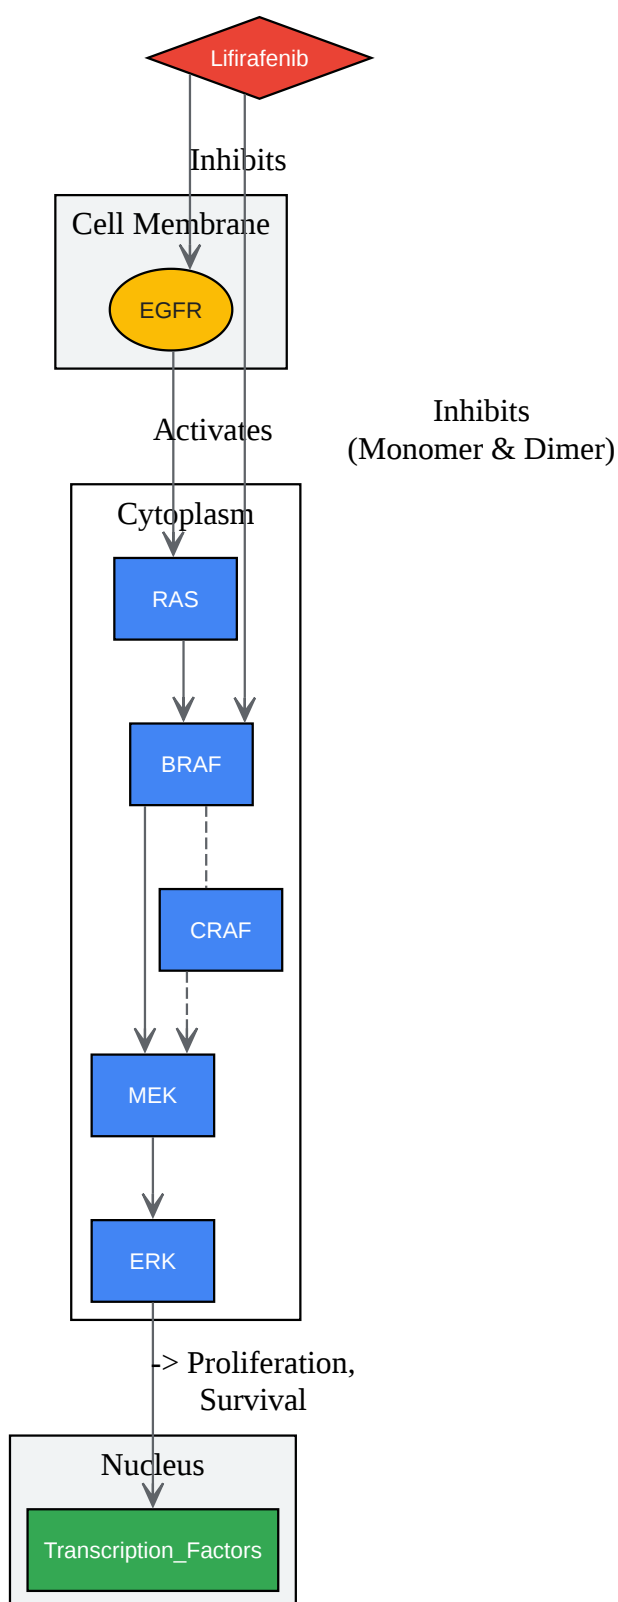 Lifirafenib
Inhibits
Cell Membrane
EGFR
Activates
Inhibits
(Monomer & Dimer)
Cytoplasm
RAS
BRAF
CRAF
MEK
ERK
-> Proliferation,
Survival
Nucleus
Transcription_Factors